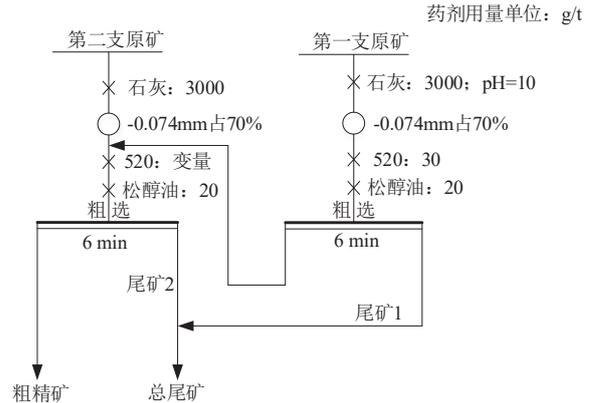 药剂用量单位：g/t
第二支原矿
第一支原矿
石灰：3000
石灰：3000；pH=10
-0.074mm占70%
-0.074mm占70%
520：变量
520：30
松醇油：20
松醇油：20
粗选
粗选
6 min
6 min
尾矿2
尾矿1
粗精矿
总尾矿